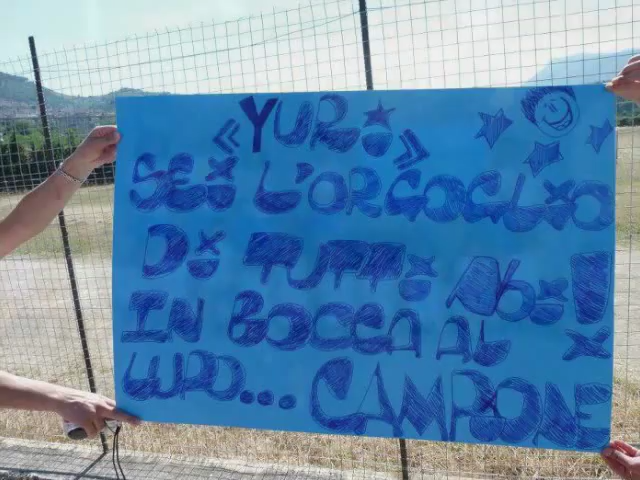 «YURI»
SEI L'ORGOGLIO
DI TUTTI NOI!
IN BOCCA AL
LUPO... CAMPIONE